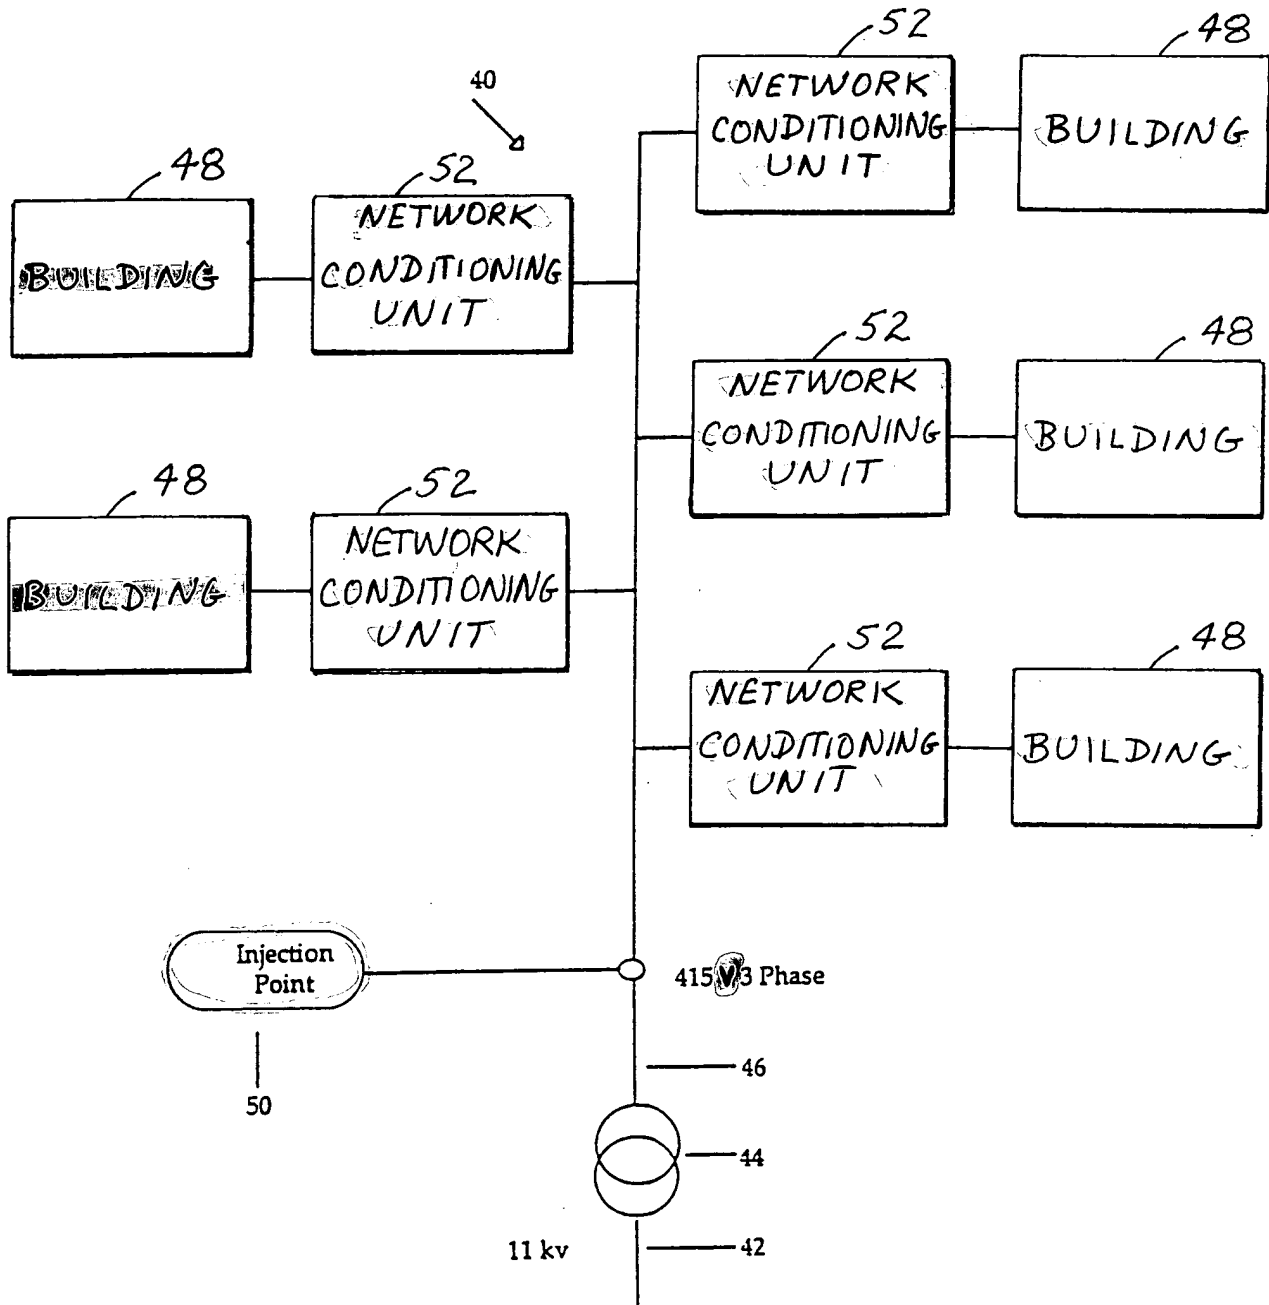 52
48
NETWORK
CONDITIONING
UNIT
BUILDING
40
48
52
BUILDING
NETWORK
CONDITIONING
UNIT
52
48
NETWORK
CONDITIONING
UNIT
BUILDING
48
52
BUILDING
NETWORK
CONDITIONING
UNIT
52
48
NETWORK
CONDITIONING
UNIT
BUILDING
Injection
Point
415 V 3 Phase
46
50
44
11 kv
42